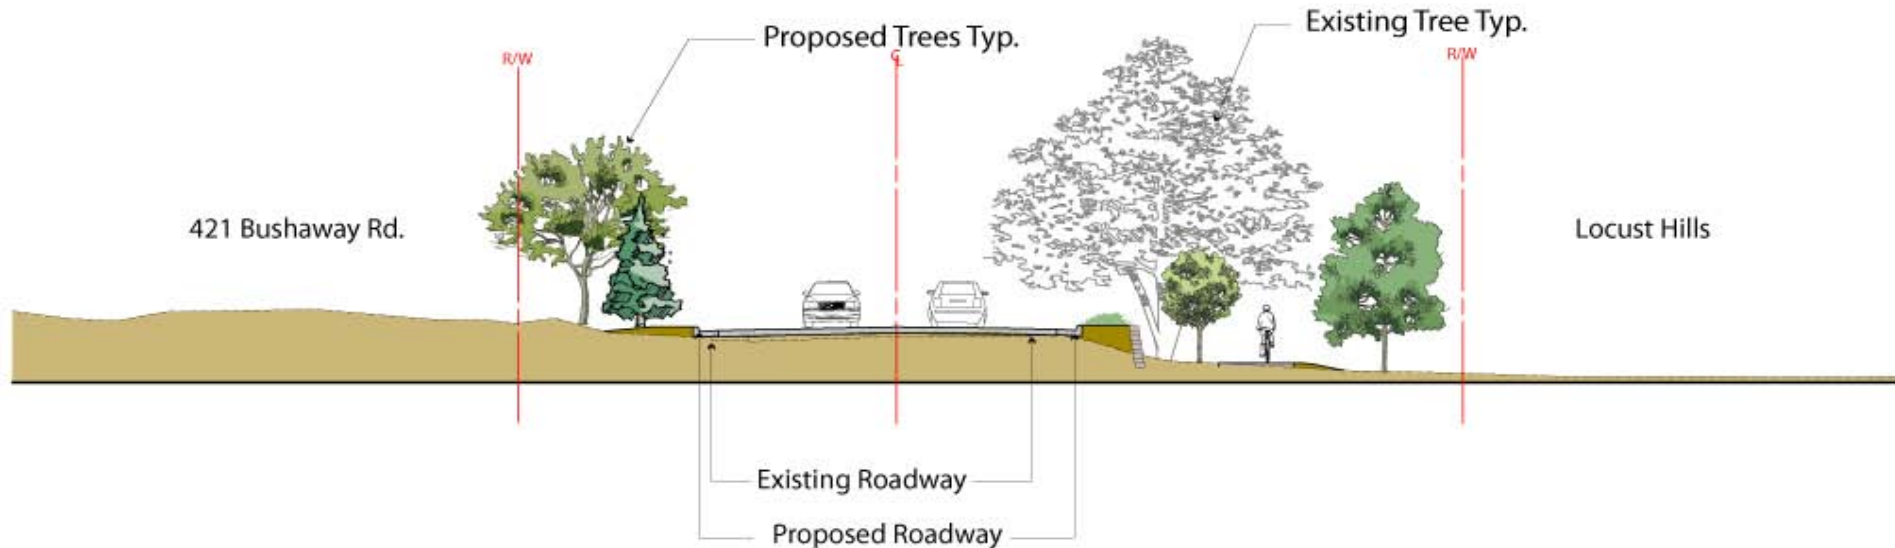 Existing Tree Typ.
Proposed Trees Typ.
R/W
℄
R/W
421 Bushaway Rd.
Locust Hills
Existing Roadway
Proposed Roadway